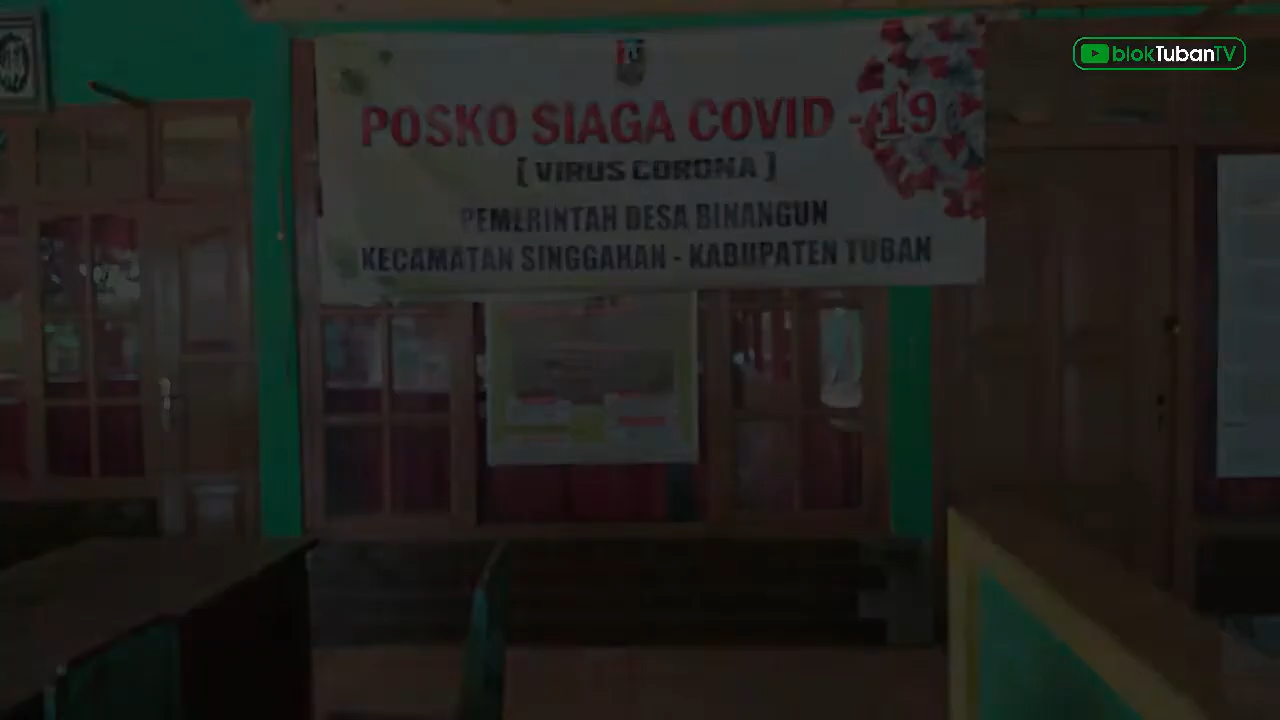 blokTubanTV
POSKO SIAGA COVID - 19
[ VIRUS CORONA ]
PEMERINTAH DESA BINANGUN
KECAMATAN SINGGAHAN - KABUPATEN TUBAN